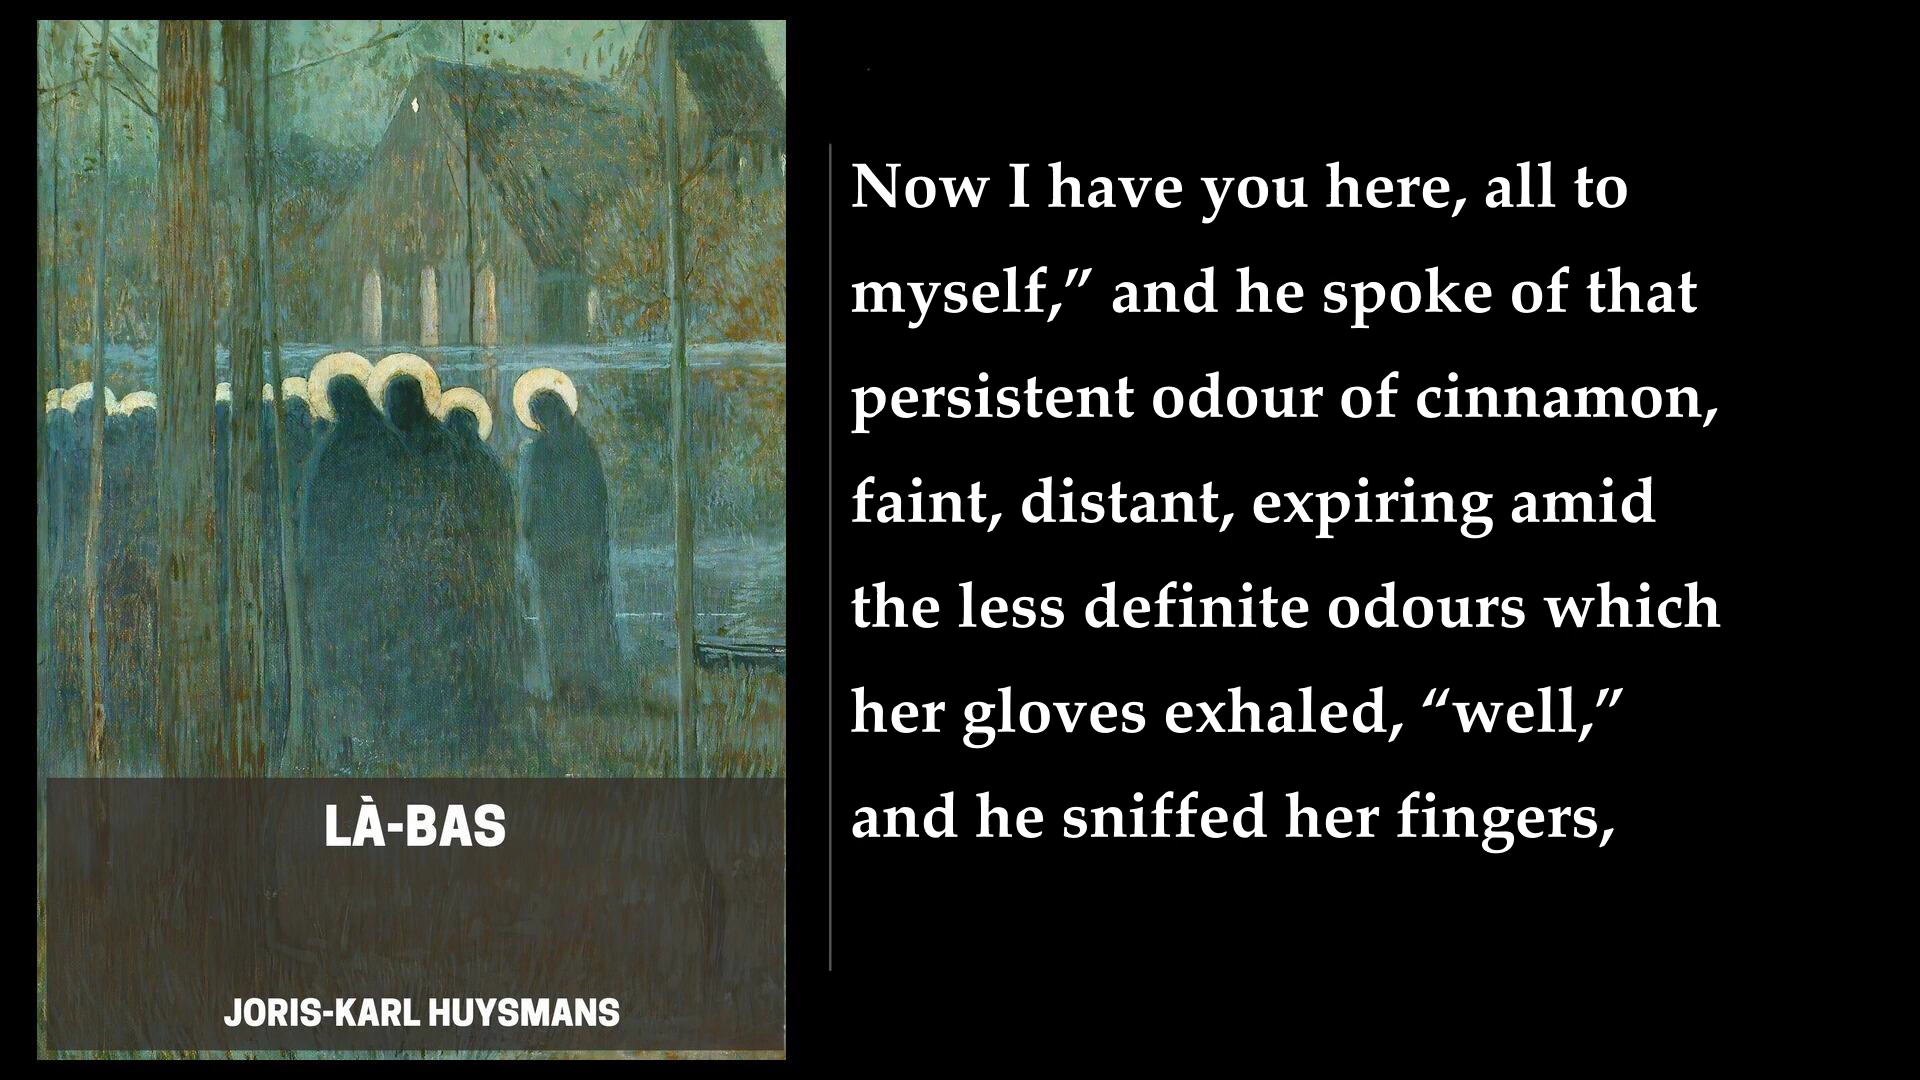 LÀ-BAS
JORIS-KARL HUYSMANS
Now I have you here, all to
myself,” and he spoke of that
persistent odour of cinnamon,
faint, distant, expiring amid
the less definite odours which
her gloves exhaled, “well,”
and he sniffed her fingers,